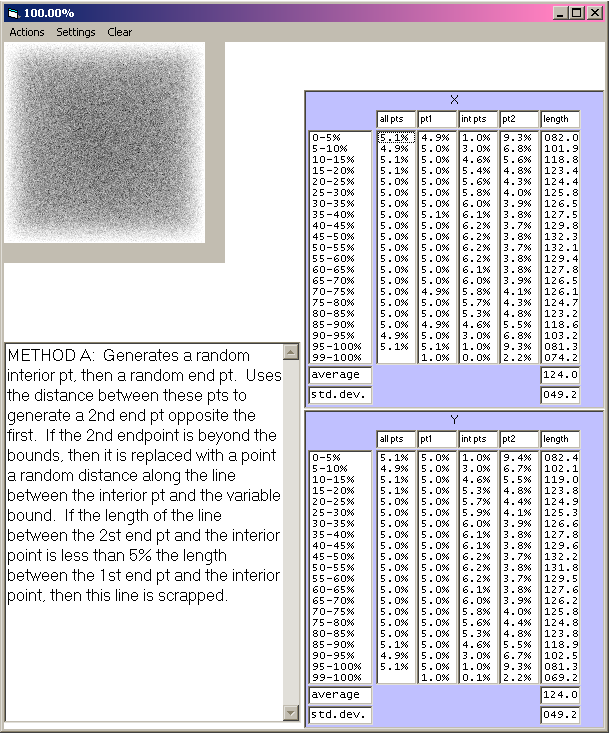 100.00%
Actions Settings Clear
X
all pts pt1 int pts pt2 length
0-5% 5.1% 4.9% 1.0% 9.3% 082.0
5-10% 4.9% 5.0% 3.0% 6.8% 101.9
10-15% 5.1% 5.0% 4.6% 5.6% 118.8
15-20% 5.1% 5.0% 5.4% 4.8% 123.4
20-25% 5.0% 5.0% 5.6% 4.3% 124.4
25-30% 5.0% 5.0% 5.8% 4.0% 125.8
30-35% 5.0% 5.0% 6.0% 3.9% 126.5
35-40% 5.0% 5.1% 6.1% 3.8% 127.5
40-45% 5.0% 5.0% 6.2% 3.7% 129.8
45-50% 5.0% 5.0% 6.2% 3.8% 132.3
50-55% 5.0% 5.0% 6.2% 3.7% 132.1
55-60% 5.0% 5.0% 6.2% 3.8% 129.4
60-65% 5.0% 5.0% 6.1% 3.8% 127.8
65-70% 5.0% 5.0% 6.0% 3.9% 126.5
70-75% 5.0% 4.9% 5.8% 4.1% 126.1
75-80% 5.0% 5.0% 5.7% 4.3% 124.7
80-85% 5.0% 5.0% 5.3% 4.8% 123.2
85-90% 5.0% 4.9% 4.6% 5.5% 118.6
90-95% 4.9% 5.0% 3.0% 6.8% 103.2
95-100% 5.1% 5.1% 1.0% 9.3% 081.3
99-100% 1.0% 0.0% 2.2% 074.2
average 124.0
std.dev. 049.2
METHOD A: Generates a random
interior pt, then a random end pt. Uses
the distance between these pts to
generate a 2nd end pt opposite the
first. If the 2nd endpoint is beyond the
bounds, then it is replaced with a point
a random distance along the line
between the interior pt and the variable
bound. If the length of the line
between the 2st end pt and the interior
point is less than 5% the length
between the 1st end pt and the interior
point, then this line is scrapped.
Y
all pts pt1 int pts pt2 length
0-5% 5.1% 5.0% 1.0% 9.4% 082.4
5-10% 4.9% 5.0% 3.0% 6.7% 102.1
10-15% 5.1% 5.0% 4.6% 5.5% 119.0
15-20% 5.1% 5.0% 5.3% 4.8% 123.8
20-25% 5.0% 5.0% 5.7% 4.4% 124.9
25-30% 5.0% 5.0% 5.9% 4.1% 125.3
30-35% 5.0% 5.0% 6.0% 3.9% 126.6
35-40% 5.0% 5.0% 6.1% 3.8% 127.8
40-45% 5.0% 5.0% 6.1% 3.8% 129.6
45-50% 5.0% 5.0% 6.2% 3.7% 132.2
50-55% 5.0% 5.0% 6.2% 3.8% 131.8
55-60% 5.0% 5.0% 6.2% 3.7% 129.5
60-65% 5.0% 5.0% 6.1% 3.8% 127.6
65-70% 5.0% 5.0% 6.0% 3.9% 126.2
70-75% 5.0% 5.0% 5.8% 4.0% 125.8
75-80% 5.0% 5.0% 5.6% 4.4% 124.8
80-85% 5.0% 5.0% 5.3% 4.8% 123.8
85-90% 5.1% 5.0% 4.6% 5.5% 118.9
90-95% 4.9% 5.0% 3.0% 6.7% 102.5
95-100% 5.1% 5.0% 1.0% 9.3% 081.3
99-100% 1.0% 0.1% 2.2% 069.2
average 124.0
std.dev. 049.2